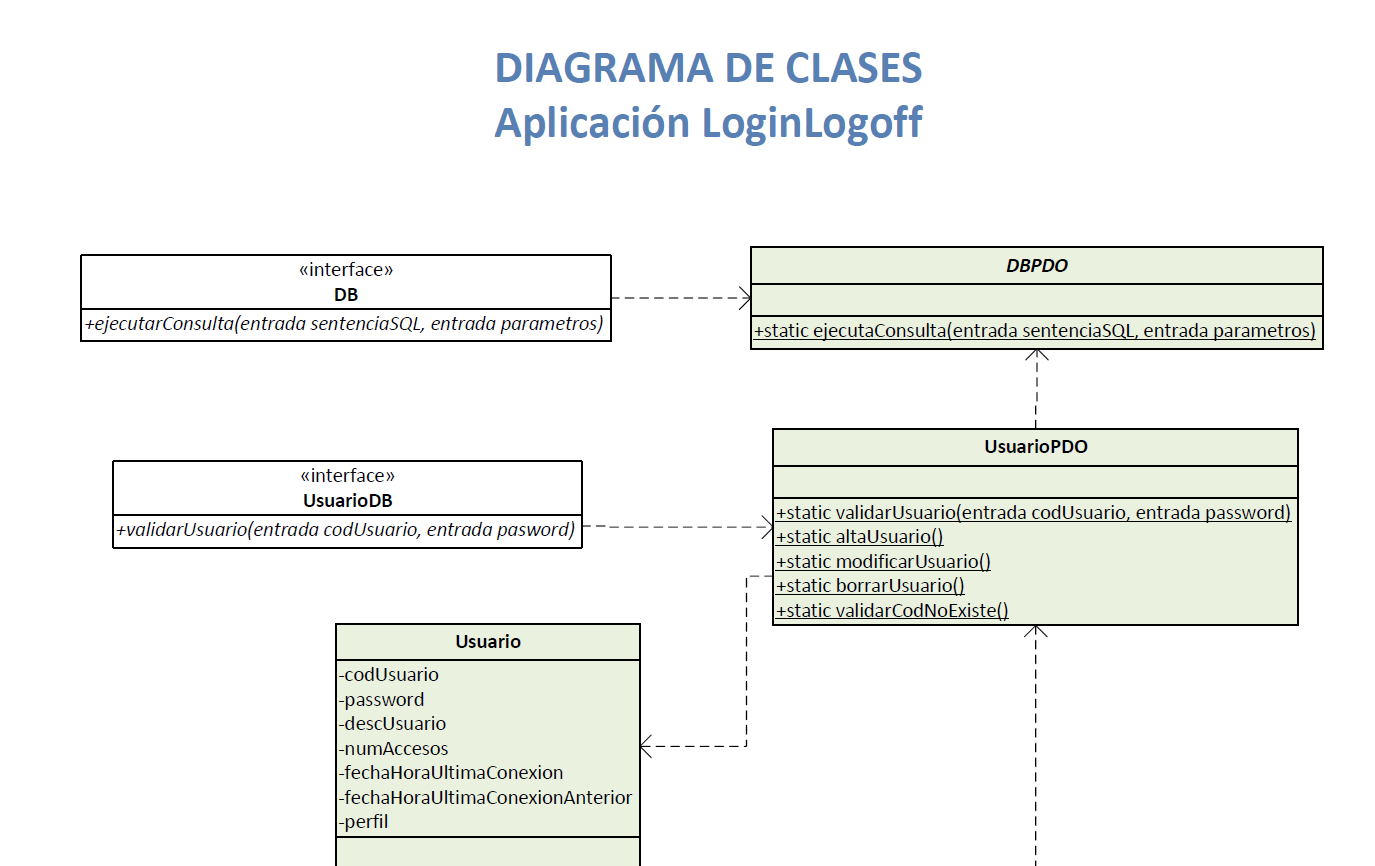 DIAGRAMA DE CLASES
Aplicación LoginLogoff
«interface»
DB
+ejecutarConsulta(entrada sentenciaSQL, entrada parametros)
DBPDO
+static ejecutaConsulta(entrada sentenciaSQL, entrada parametros)
«interface»
UsuarioDB
+validarUsuario(entrada codUsuario, entrada pasword)
UsuarioPDO
+static validarUsuario(entrada codUsuario, entrada password)
+static altaUsuario()
+static modificarUsuario()
+static borrarUsuario()
+static validarCodNoExiste()
Usuario
-codUsuario
-password
-descUsuario
-numAccesos
-fechaHoraUltimaConexion
-fechaHoraUltimaConexionAnterior
-perfil